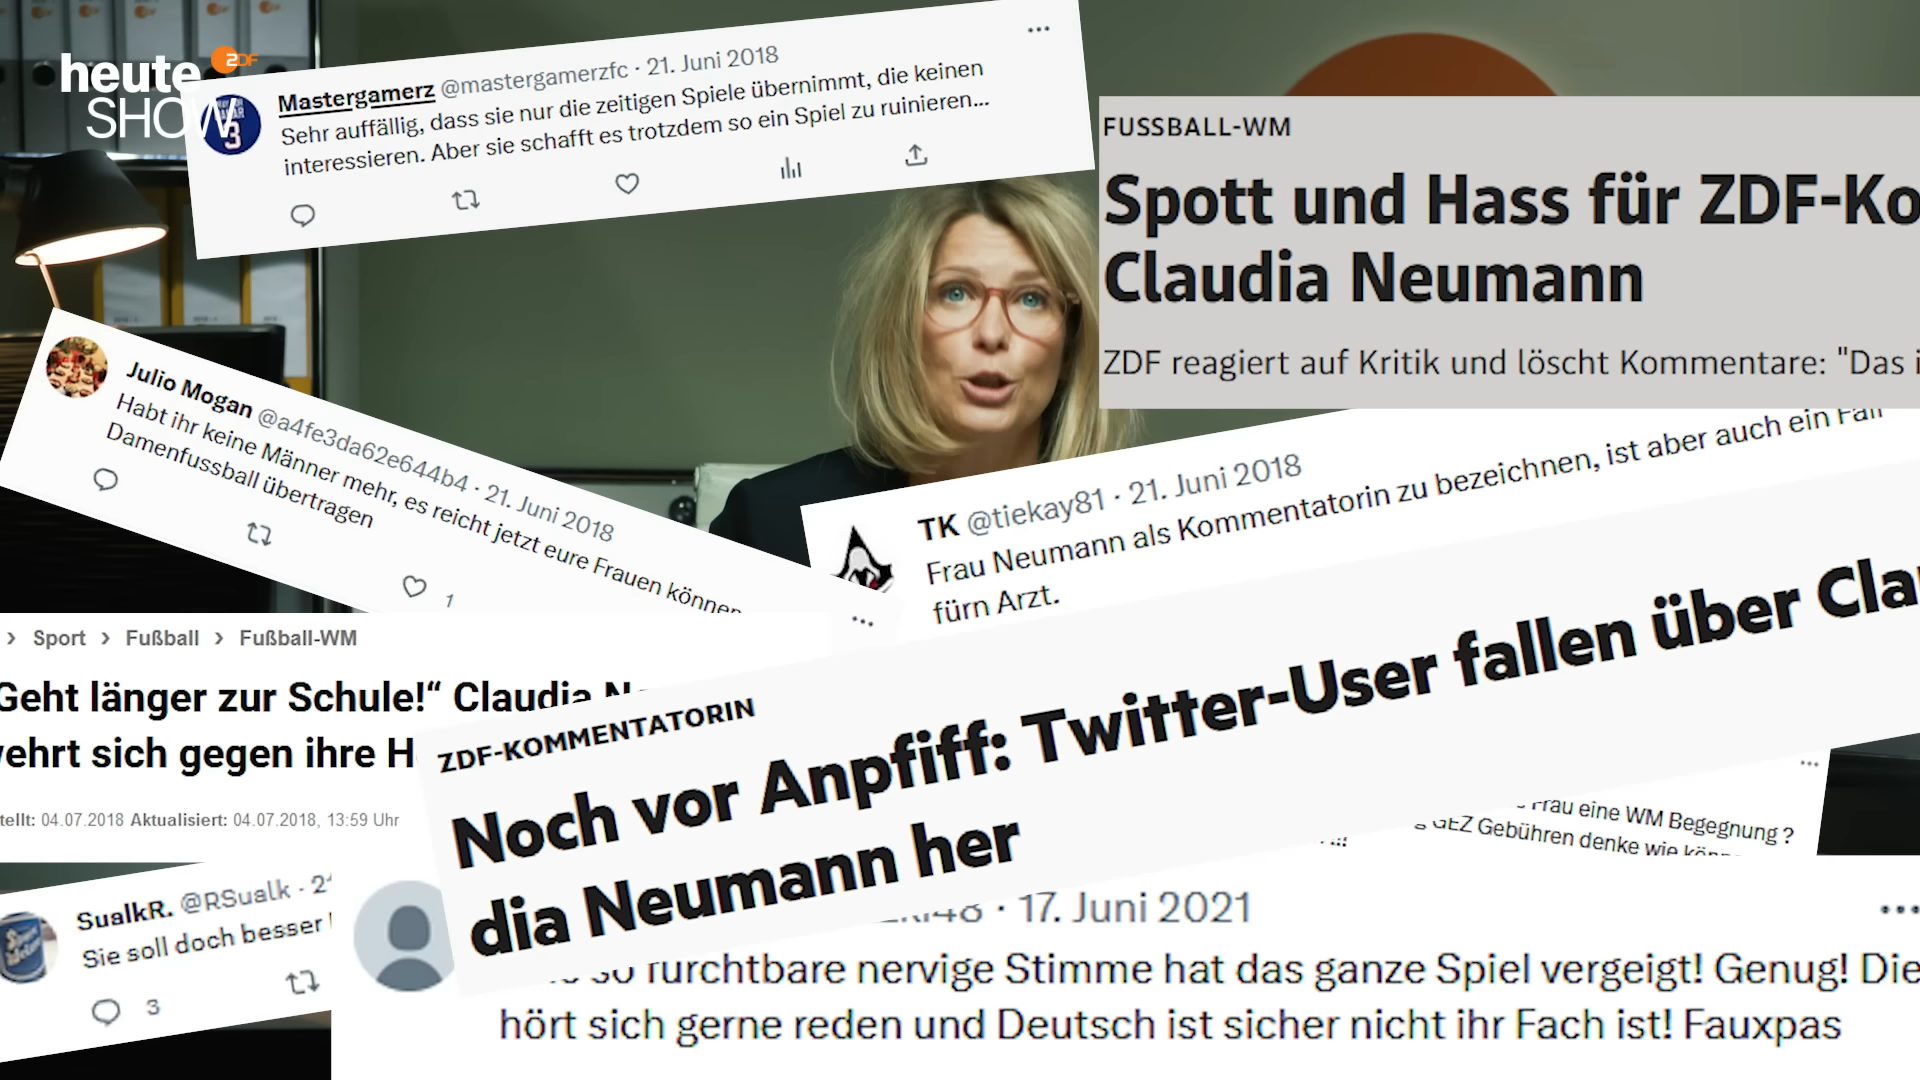 heute
SHOW
ZDF
Mastergamerz @mastergamerzfc · 21. Juni 2018
Sehr auffällig, dass sie nur die zeitigen Spiele übernimmt, die keinen
interessieren. Aber sie schafft es trotzdem so ein Spiel zu ruinieren...
FUSSBALL-WM
Spott und Hass für ZDF-Ko
Claudia Neumann
ZDF reagiert auf Kritik und löscht Kommentare: "Das i
Julio Mogan @a4fe3da62e644b4 · 21. Juni 2018
Habt ihr keine Männer mehr, es reicht jetzt eure Frauen können
Damenfussball übertragen
1
TK @tiekay81 · 21. Juni 2018
Frau Neumann als Kommentatorin zu bezeichnen, ist aber auch ein Fall
fürn Arzt.
› Sport › Fußball › Fußball-WM
Geht länger zur Schule!“ Claudia
ehrt sich gegen ihre H
tellt: 04.07.2018 Aktualisiert: 04.07.2018, 13:59 Uhr
ZDF-KOMMENTATORIN
Noch vor Anpfiff: Twitter-User fallen über Clau
dia Neumann her
Frau eine WM Begegnung ?
GEZ Gebühren denke wie
SualkR. @RSualk · 2
Sie soll doch besser
3
48 · 17. Juni 2021
so furchtbare nervige Stimme hat das ganze Spiel vergeigt! Genug! Die
hört sich gerne reden und Deutsch ist sicher nicht ihr Fach ist! Fauxpas